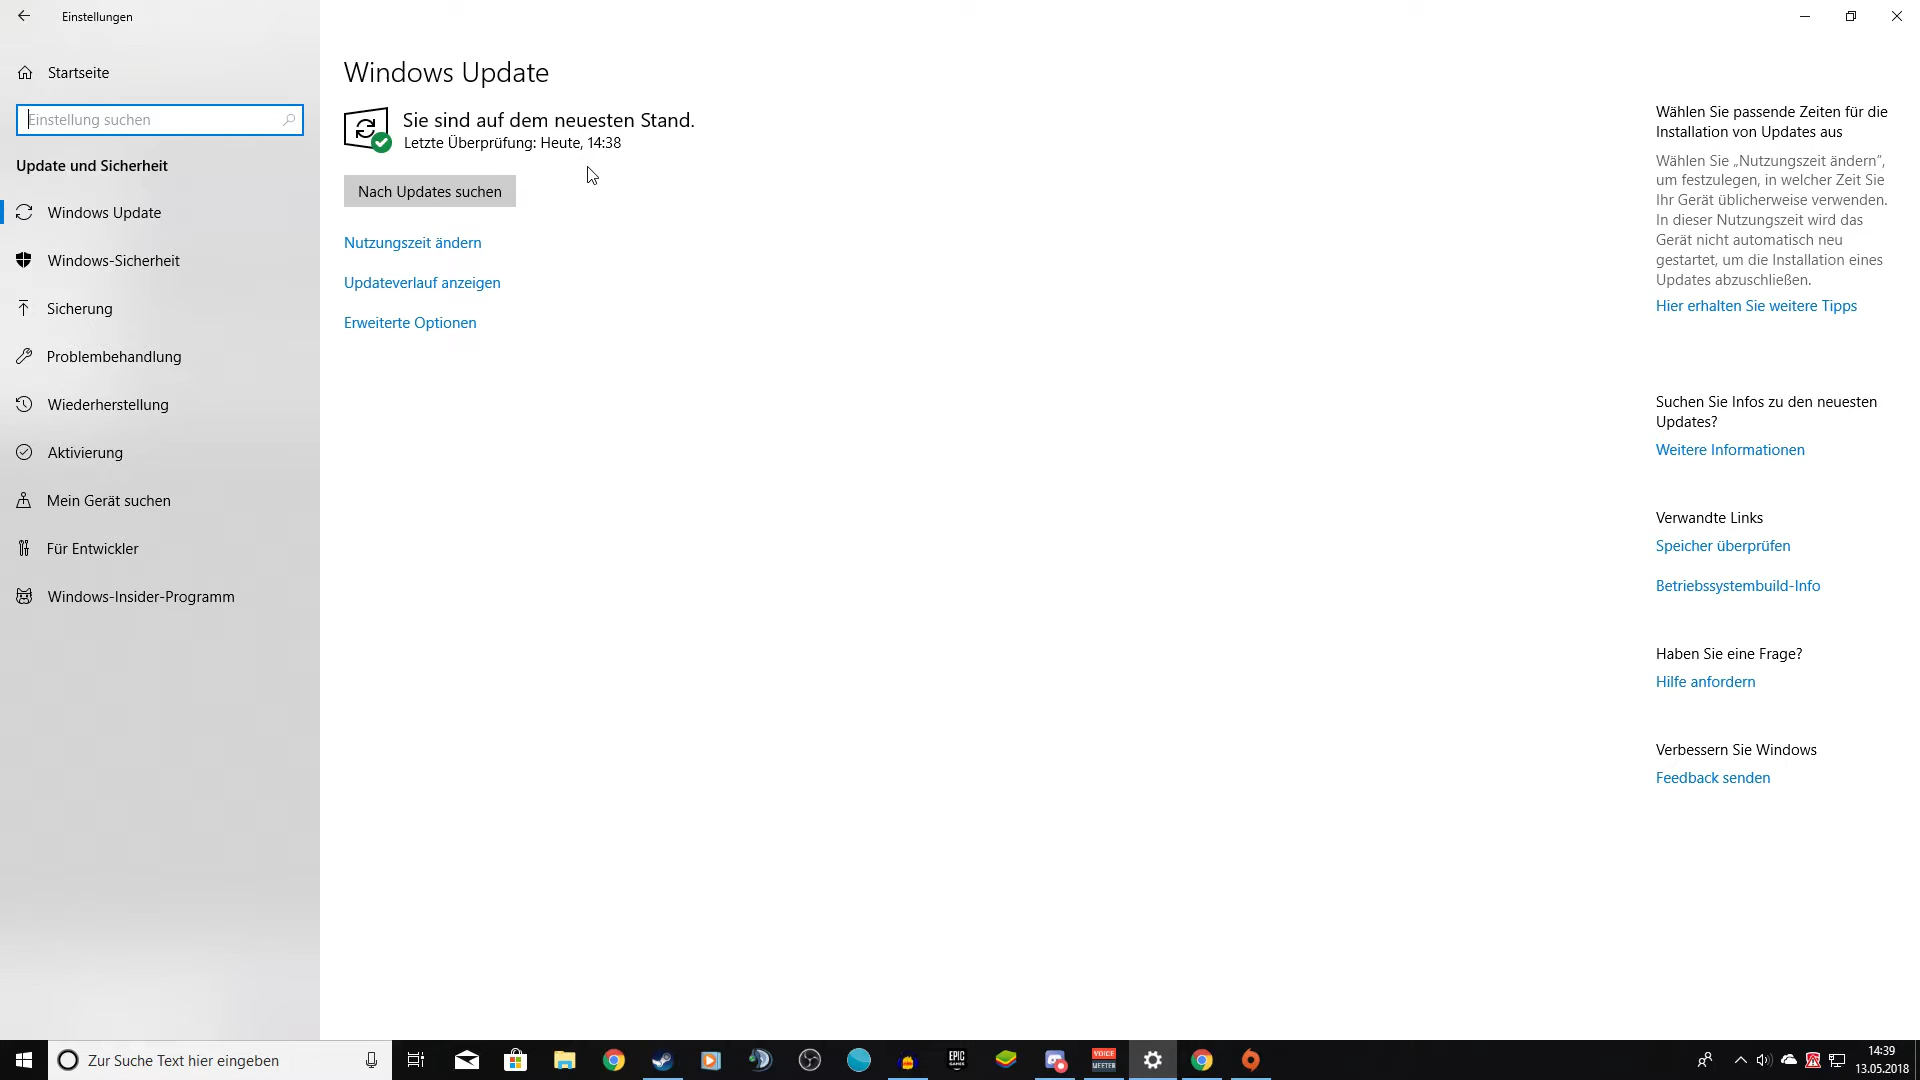 Einstellungen
Startseite
Einstellung suchen
Update und Sicherheit
Windows Update
Windows-Sicherheit
Sicherung
Problembehandlung
Wiederherstellung
Aktivierung
Mein Gerät suchen
Für Entwickler
Windows-Insider-Programm
Windows Update
Sie sind auf dem neuesten Stand.
Letzte Überprüfung: Heute, 14:38
Nach Updates suchen
Nutzungszeit ändern
Updateverlauf anzeigen
Erweiterte Optionen
Wählen Sie passende Zeiten für die
Installation von Updates aus
Wählen Sie „Nutzungszeit ändern“,
um festzulegen, in welcher Zeit Sie
Ihr Gerät üblicherweise verwenden.
In dieser Nutzungszeit wird das
Gerät nicht automatisch neu
gestartet, um die Installation eines
Updates abzuschließen.
Hier erhalten Sie weitere Tipps
Suchen Sie Infos zu den neuesten
Updates?
Weitere Informationen
Verwandte Links
Speicher überprüfen
Betriebssystembuild-Info
Haben Sie eine Frage?
Hilfe anfordern
Verbessern Sie Windows
Feedback senden
Zur Suche Text hier eingeben
EPIC
GAMES
VOICE
MEETER
14:39
13.05.2018